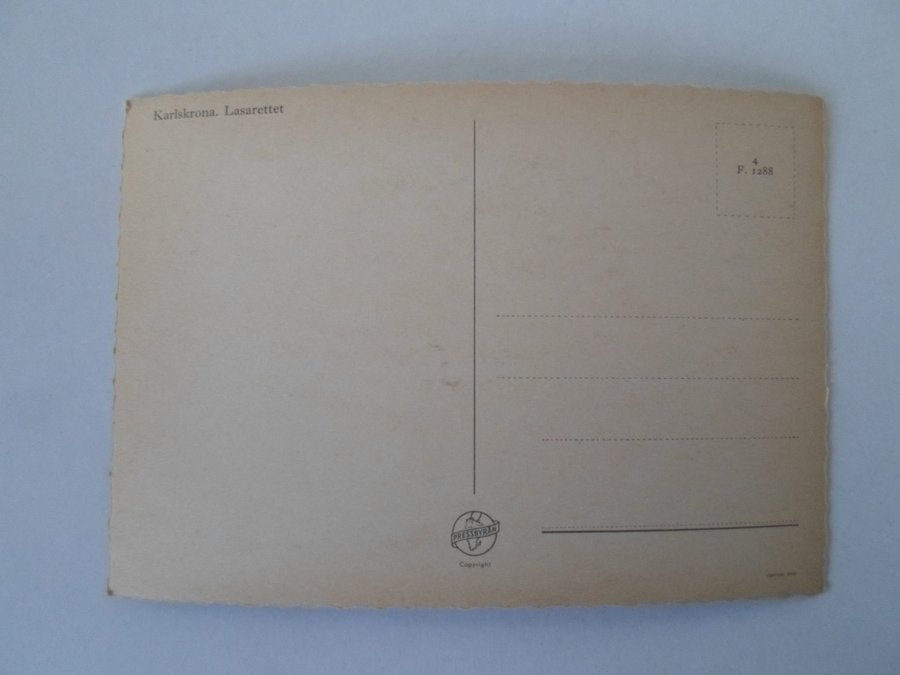 Karlskrona. Lasarettet
4
F. 1288
PRESSBYRÅN
Copyright